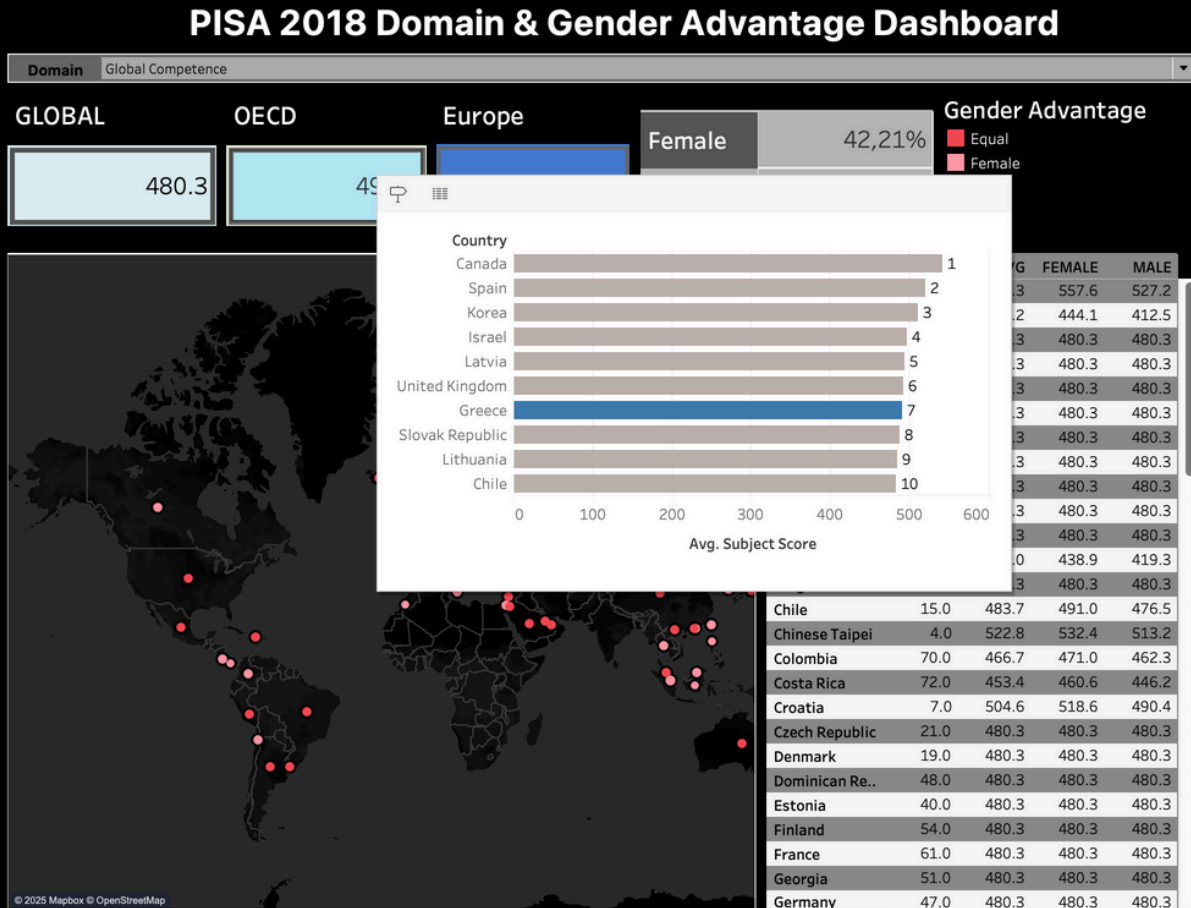 PISA 2018 Domain & Gender Advantage Dashboard
Domain Global Competence
GLOBAL OECD Europe
480.3
Female 42,21%
Gender Advantage
Equal
Female
Country
Canada 1
Spain 2
Korea 3
Israel 4
Latvia 5
United Kingdom 6
Greece 7
Slovak Republic 8
Lithuania 9
Chile 10
0 100 200 300 400 500 600
Avg. Subject Score
FEMALE MALE
557.6 527.2
444.1 412.5
480.3 480.3
480.3 480.3
480.3 480.3
480.3 480.3
480.3 480.3
480.3 480.3
480.3 480.3
480.3 480.3
480.3 480.3
438.9 419.3
480.3 480.3
Chile 15.0 483.7 491.0 476.5
Chinese Taipei 4.0 522.8 532.4 513.2
Colombia 70.0 466.7 471.0 462.3
Costa Rica 72.0 453.4 460.6 446.2
Croatia 7.0 504.6 518.6 490.4
Czech Republic 21.0 480.3 480.3 480.3
Denmark 19.0 480.3 480.3 480.3
Dominican Re.. 48.0 480.3 480.3 480.3
Estonia 40.0 480.3 480.3 480.3
Finland 54.0 480.3 480.3 480.3
France 61.0 480.3 480.3 480.3
Georgia 51.0 480.3 480.3 480.3
Germany 47.0 480.3 480.3 480.3
© 2025 Mapbox © OpenStreetMap